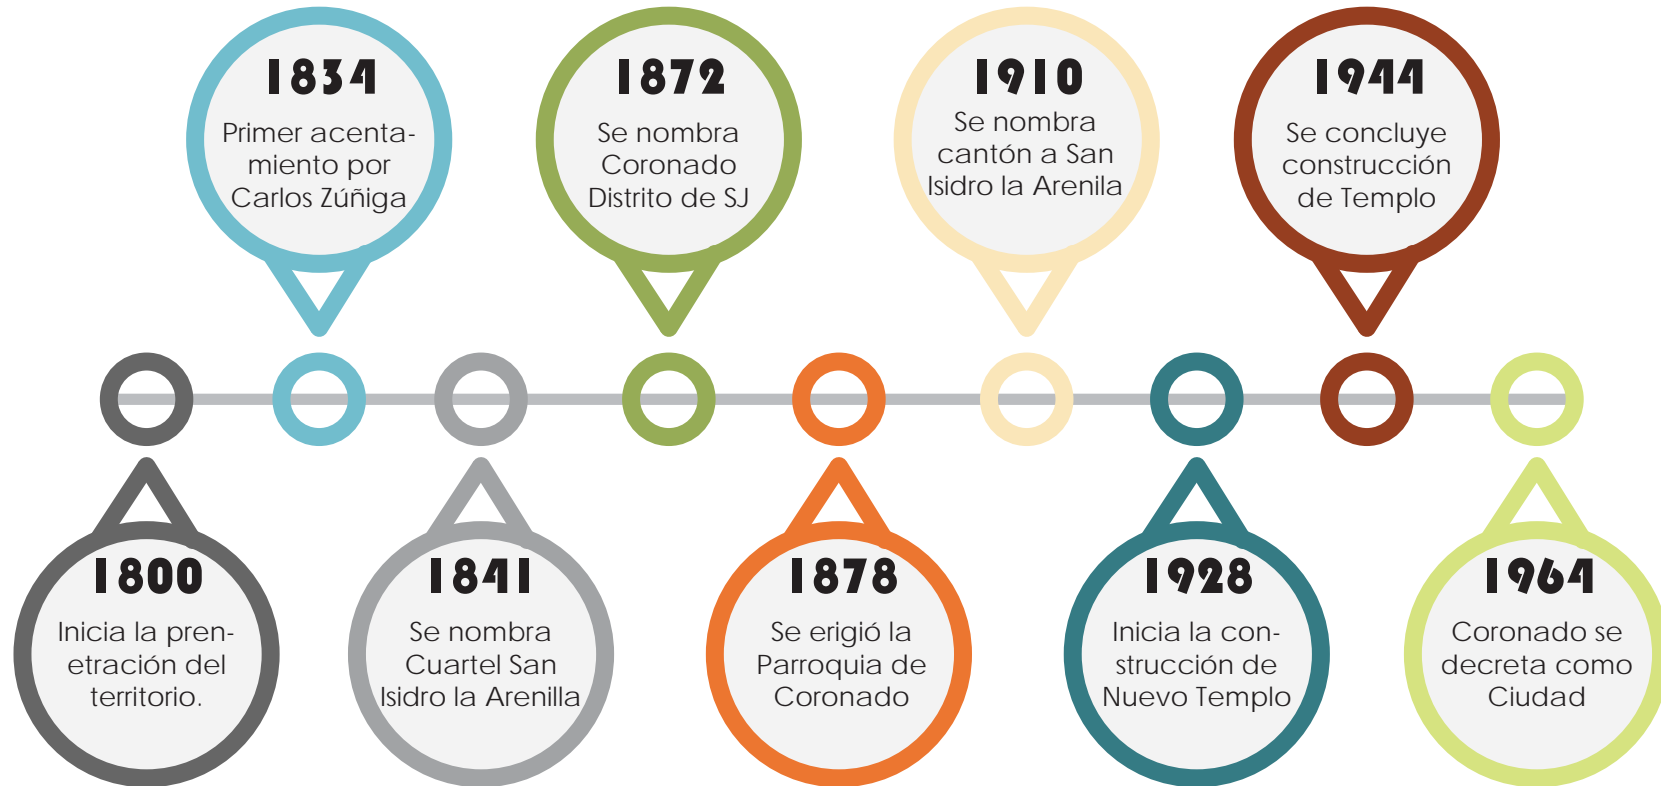 1834
Primer acenta-
miento por
Carlos Zúñiga
1872
Se nombra
Coronado
Distrito de SJ
1910
Se nombra
cantón a San
Isidro la Arenila
1944
Se concluye
construcción
de Templo
1800
Inicia la pren-
etración del
territorio.
1841
Se nombra
Cuartel San
Isidro la Arenilla
1878
Se erigió la
Parroquia de
Coronado
1928
Inicia la con-
strucción de
Nuevo Templo
1964
Coronado se
decreta como
Ciudad